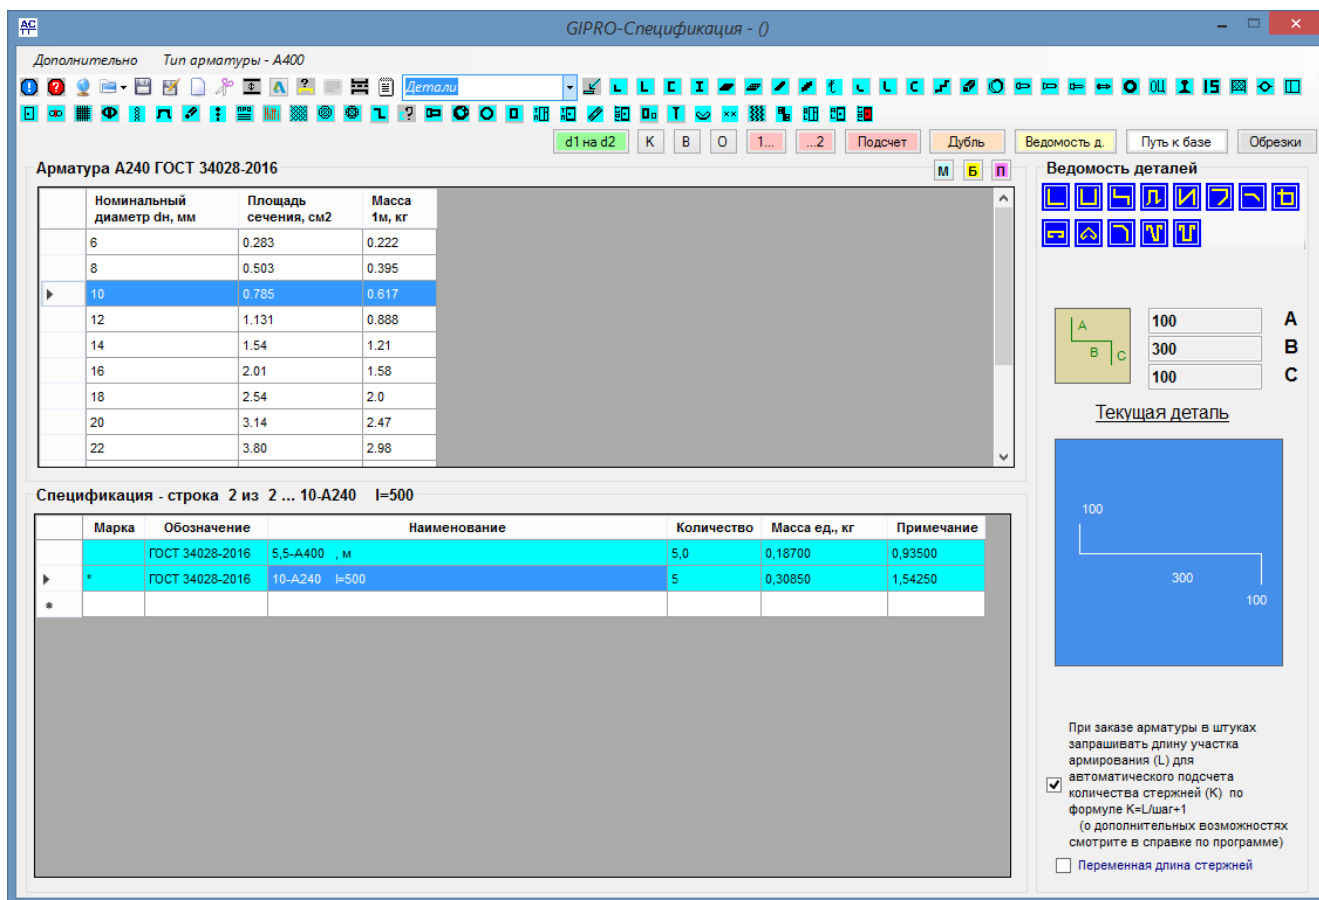 АС
ГГ
GIPRO-Спецификация - ()
Дополнительно Тип арматуры - А400
Детали
d1 на d2 К В О 1... ...2 Подсчет Дубль Ведомость д. Путь к базе Обрезки
Арматура А240 ГОСТ 34028-2016
М Б П
Номинальный диаметр dн, мм Площадь сечения, см2 Масса 1м, кг
6 0.283 0.222
8 0.503 0.395
10 0.785 0.617
12 1.131 0.888
14 1.54 1.21
16 2.01 1.58
18 2.54 2.0
20 3.14 2.47
22 3.80 2.98
Спецификация - строка 2 из 2 ... 10-А240 l=500
Марка Обозначение Наименование Количество Масса ед., кг Примечание
ГОСТ 34028-2016 5,5-А400 , м 5,0 0,18700 0,93500
* ГОСТ 34028-2016 10-А240 l=500 5 0,30850 1,54250
Ведомость деталей
A
B
C
100 A
300 B
100 C
Текущая деталь
100
300
100
При заказе арматуры в штуках
запрашивать длину участка
армирования (L) для
автоматического подсчета
количества стержней (K) по
формуле K=L/шаг+1
(о дополнительных возможностях
смотрите в справке по программе)
Переменная длина стержней